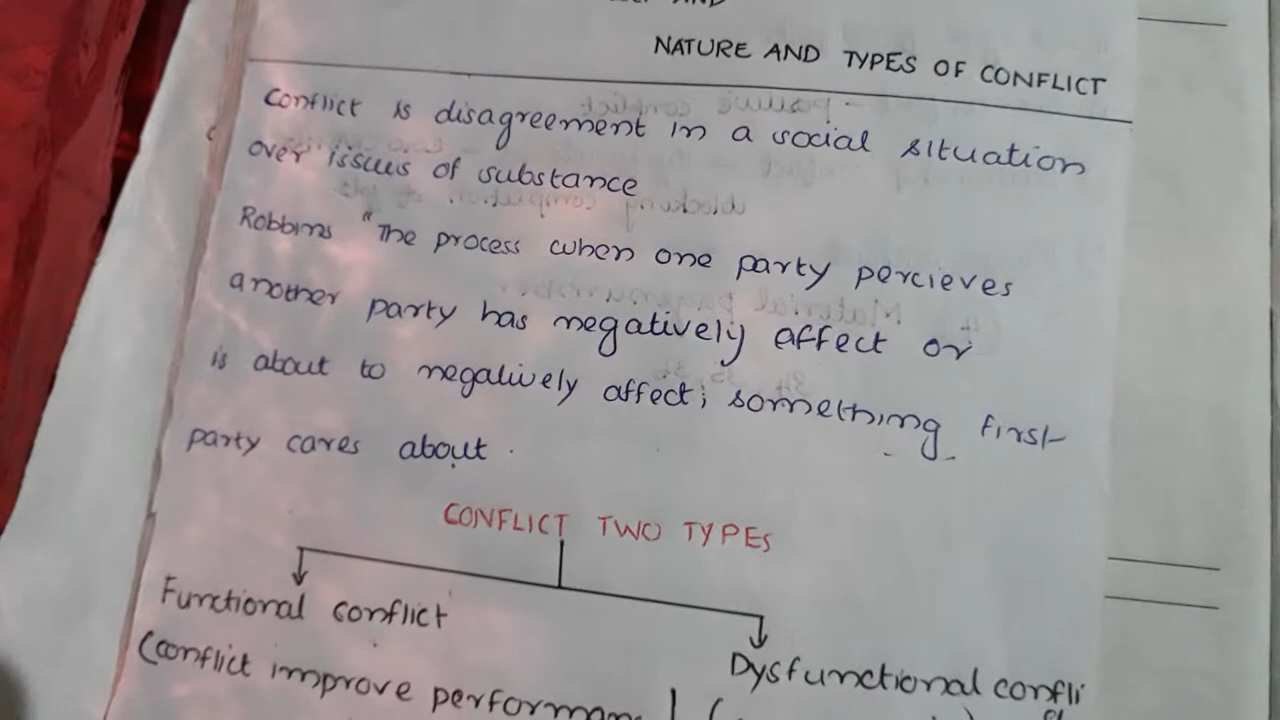 AND
NATURE AND TYPES OF CONFLICT
Conflict is disagreement in a social situation
over issues of substance
Robbins "The process when one party percieves
another party has negatively affect or
is about to negatively affect; something first
party cares about.
CONFLICT TWO TYPES
Functional conflict
Dysfunctional confli
(conflict improve performan